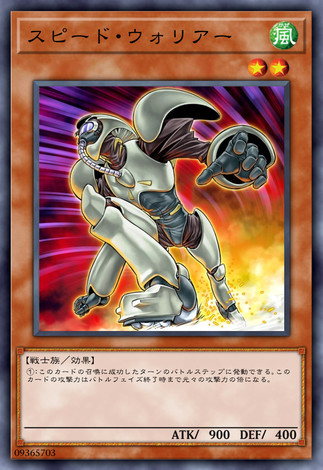 スピード・ウォリアー
風
【戦士族／効果】
①：このカードの召喚に成功したターンのバトルステップに発動できる。この
カードの攻撃力はバトルフェイズ終了時まで元々の攻撃力の倍になる。
ATK/ 900 DEF/ 400
09365703